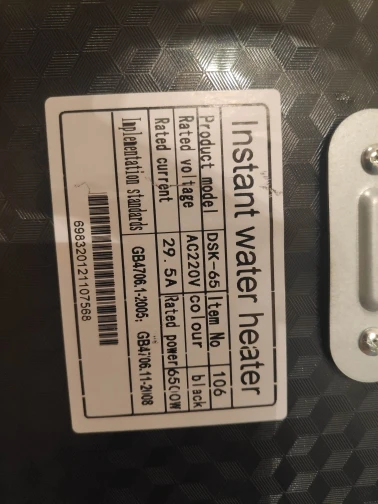 Instant water heater
Product model DSK-65 Item No 106
Rated voltage AC220V colour black
Rated current 29.5A Rated power 6500W
Implementation standards GB4706.1-2005; GB4706.11-2008
698320121107568